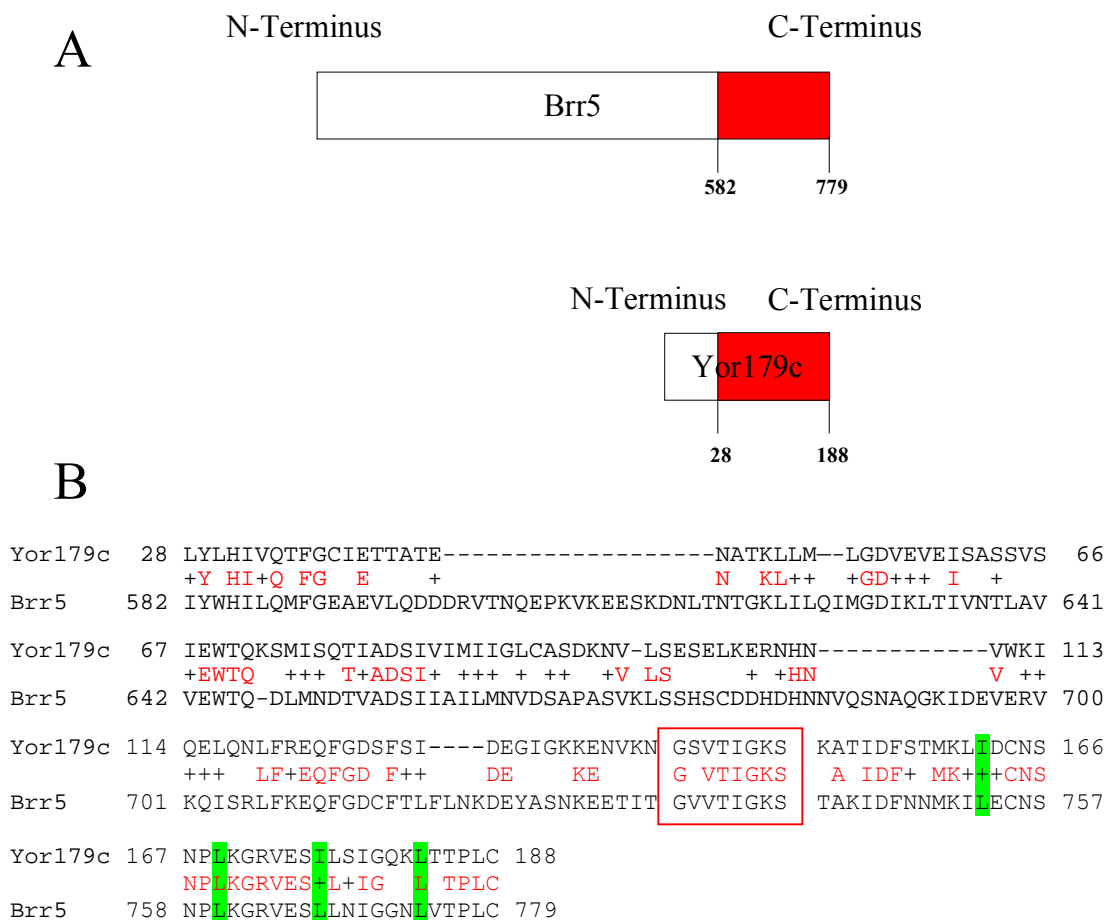 A
N-Terminus C-Terminus
Brr5
582 779
N-Terminus C-Terminus
Yor179c
28 188
B
Yor179c 28 LYLHIVQTFGCIETTATE--------------------NATKLLM--LGDVEVEISASSVS 66
+Y HI+Q FG E + N KL++ +GD+++ I +
Brr5 582 IYWHILQMFGEAEVLQDDDRVTNQEPKVKEESKDNLTNTGKLILQIMGDIKLTIVNTLAV 641
Yor179c 67 IEWTQKSMISQTIADSIVIMIIGLCASDKNV-LSESELKERNHN------------VWKI 113
+EWTQ +++ T+ADSI+ +++ + ++ +V LS + +HN V ++
Brr5 642 VEWTQ-DLMNDTVADSIIAILMNVDSAPASVKLSSHSCDDHDHNNVQSNAQGKIDEVERV 700
Yor179c 114 QELQNLFREQFGDSFSI----DEGIGKKENVKN GSVTIGKS KATIDFSTMKLIDCNS 166
+++ LF+EQFGD F++ DE KE G VTIGKS A IDF+ MK+++CNS
Brr5 701 KQISRLFKEQFGDCFTLFLNKDEYASNKEETIT GVVTIGKS TAKIDFNNMKILECNS 757
Yor179c 167 NPLKGRVESILSIGQKLTTPLC 188
NPLKGRVES+L+IG L TPLC
Brr5 758 NPLKGRVESLLNIGGNLVTPLC 779